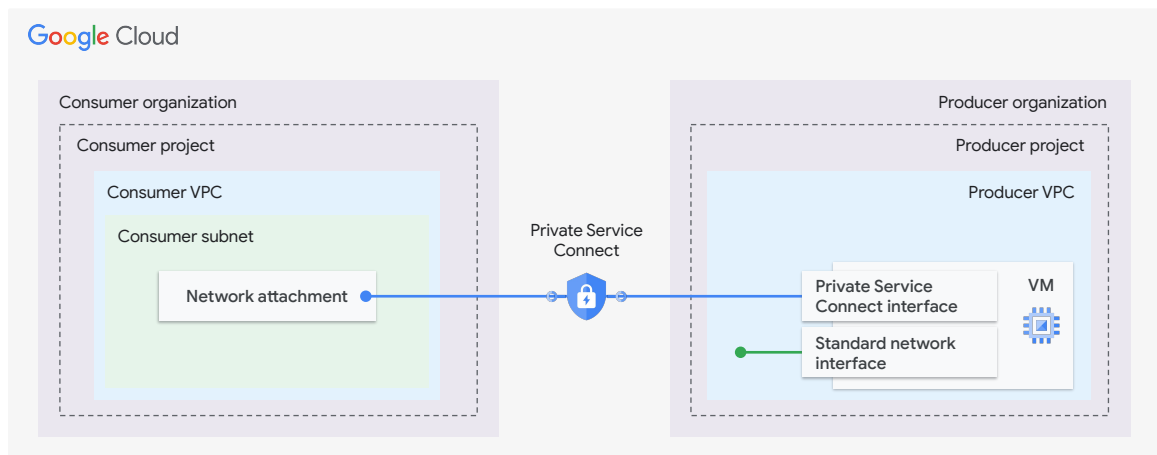 Google Cloud
Consumer organization
Consumer project
Consumer VPC
Consumer subnet
Network attachment
Private Service
Connect
Producer organization
Producer project
Producer VPC
Private Service
Connect interface
VM
Standard network
interface